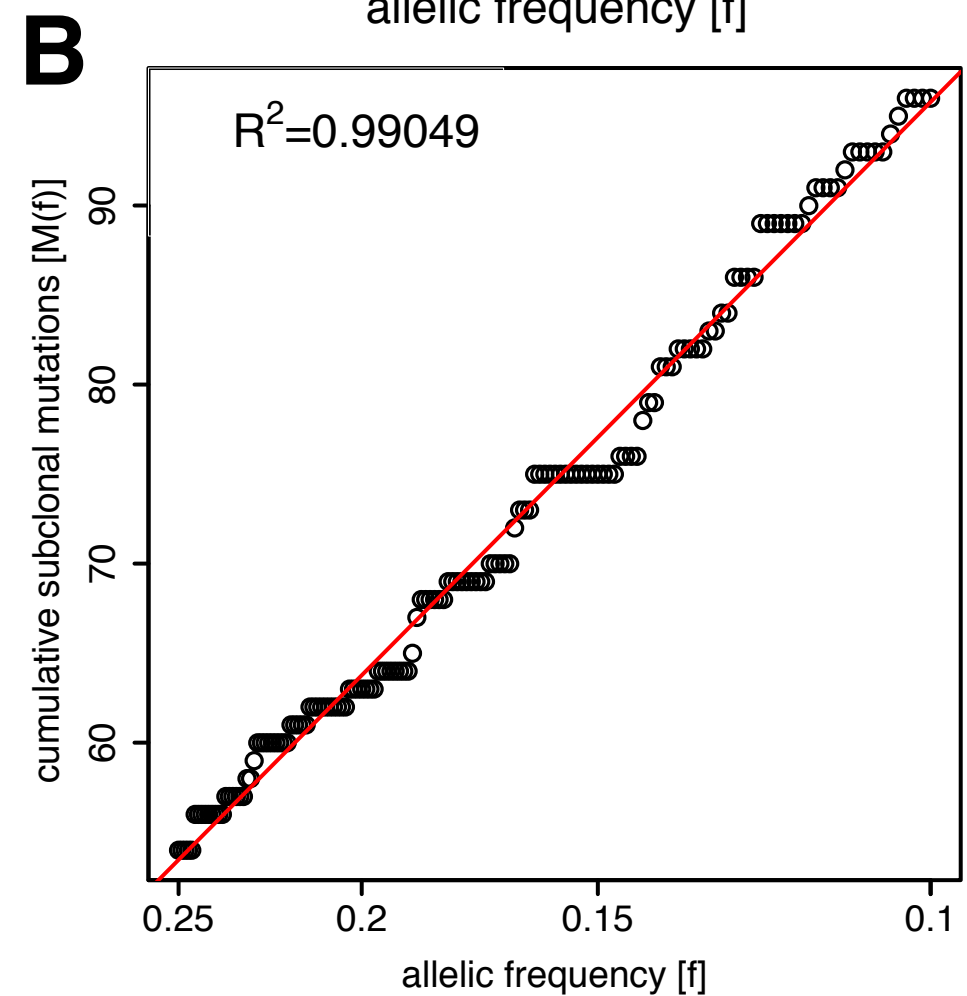 allelic frequency [f]
B
R²=0.99049
cumulative subclonal mutations [M(f)]
90
80
70
60
0.25 0.2 0.15 0.1
allelic frequency [f]